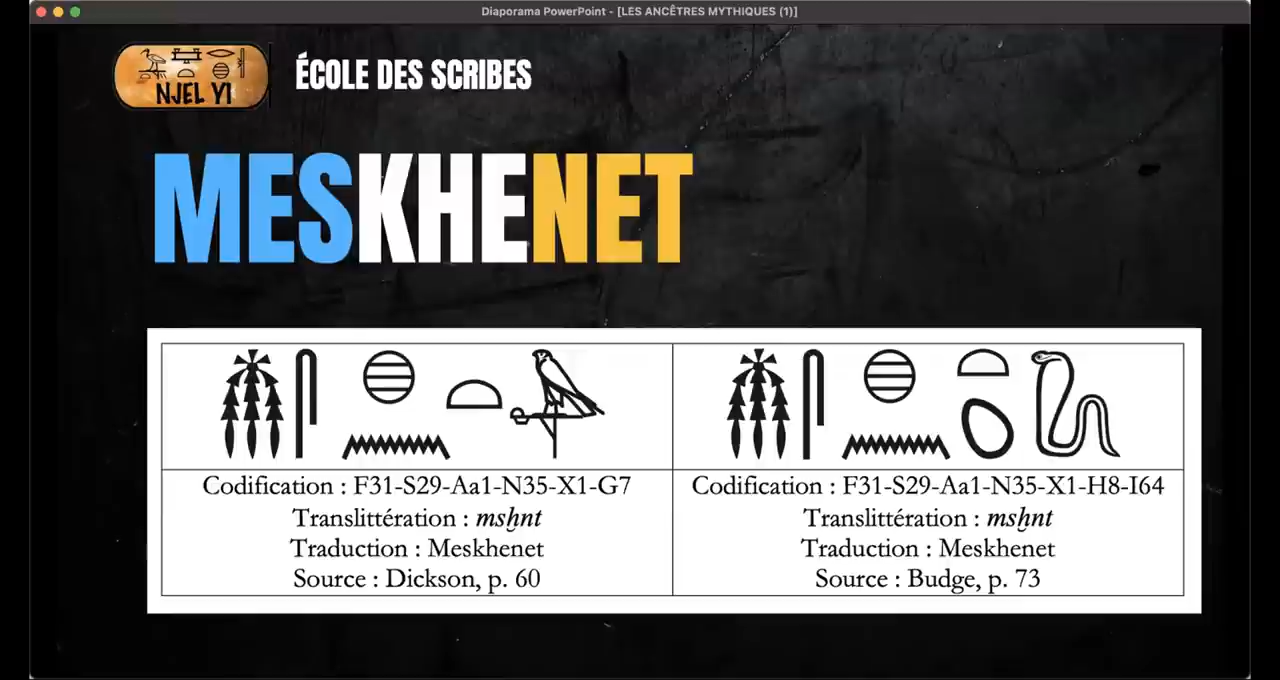 Diaporama PowerPoint - [LES ANCÊTRES MYTHIQUES (1)]
NJEL YI
ÉCOLE DES SCRIBES
MESKHENET
Codification : F31-S29-Aa1-N35-X1-G7
Translittération : msḫnt
Traduction : Meskhenet
Source : Dickson, p. 60
Codification : F31-S29-Aa1-N35-X1-H8-I64
Translittération : msḫnt
Traduction : Meskhenet
Source : Budge, p. 73